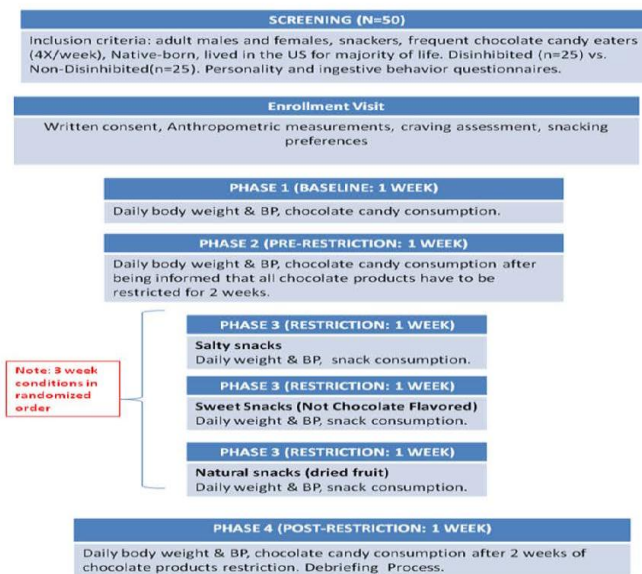 SCREENING (N=50)
Inclusion criteria: adult males and females, snackers, frequent chocolate candy eaters
(4X/week), Native-born, lived in the US for majority of life. Disinhibited (n=25) vs.
Non-Disinhibited(n=25). Personality and ingestive behavior questionnaires.
Enrollment Visit
Written consent, Anthropometric measurements, craving assessment, snacking
preferences
PHASE 1 (BASELINE: 1 WEEK)
Daily body weight & BP, chocolate candy consumption.
PHASE 2 (PRE-RESTRICTION: 1 WEEK)
Daily body weight & BP, chocolate candy consumption after
being informed that all chocolate products have to be
restricted for 2 weeks.
Note: 3 week
conditions in
randomized
order
PHASE 3 (RESTRICTION: 1 WEEK)
Salty snacks
Daily weight & BP, snack consumption.
PHASE 3 (RESTRICTION: 1 WEEK)
Sweet Snacks (Not Chocolate Flavored)
Daily weight & BP, snack consumption.
PHASE 3 (RESTRICTION: 1 WEEK)
Natural snacks (dried fruit)
Daily weight & BP, snack consumption.
PHASE 4 (POST-RESTRICTION: 1 WEEK)
Daily body weight & BP, chocolate candy consumption after 2 weeks of
chocolate products restriction. Debriefing Process.